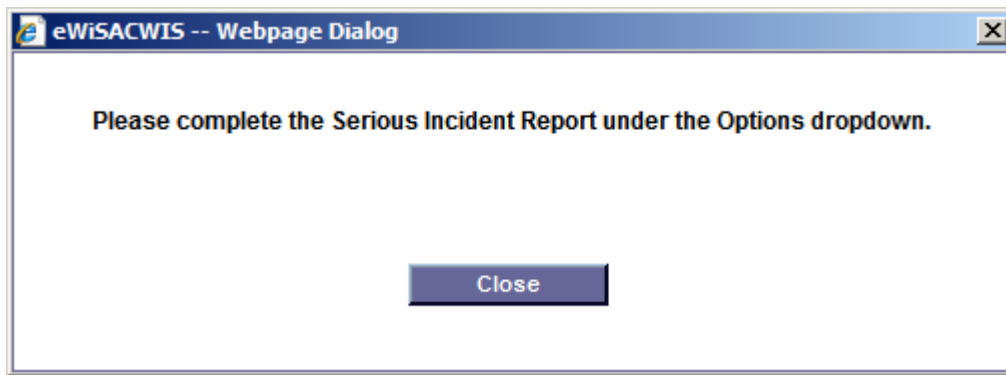 eWiSACWIS -- Webpage Dialog
Please complete the Serious Incident Report under the Options dropdown.
Close